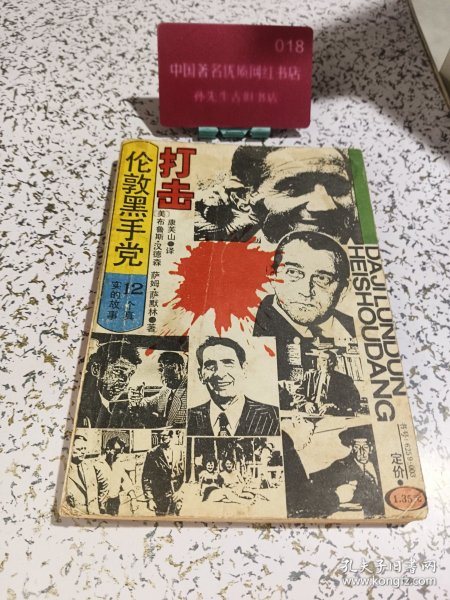 018
中国著名优质网红书店
孙先生古旧书店
打击
伦敦黑手党
12个真
实的故事
康美山·译
美布鲁斯·汉德森 萨姆·萨默林·著
DAJI LUNDUN
HEISHOUDANG
定价
1.35元
孔夫子旧书网
www.kongfz.com